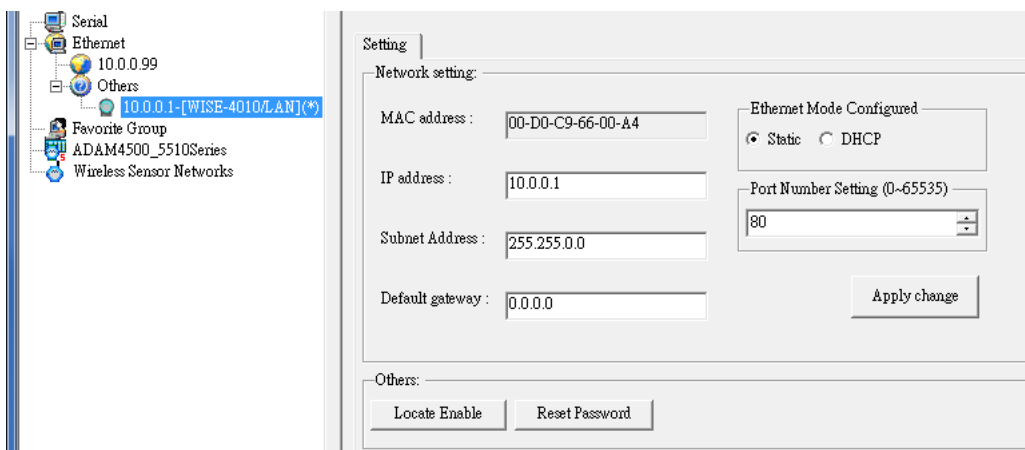 Serial
Ethernet
10.0.0.99
Others
10.0.0.1-[WISE-4010/LAN](*)
Favorite Group
ADAM4500_5510Series
5
Wireless Sensor Networks
Setting
Network setting:
MAC address :
00-D0-C9-66-00-A4
IP address :
10.0.0.1
Subnet Address :
255.255.0.0
Default gateway :
0.0.0.0
Ethernet Mode Configured
Static DHCP
Port Number Setting (0~65535)
80
Apply change
Others:
Locate Enable Reset Password